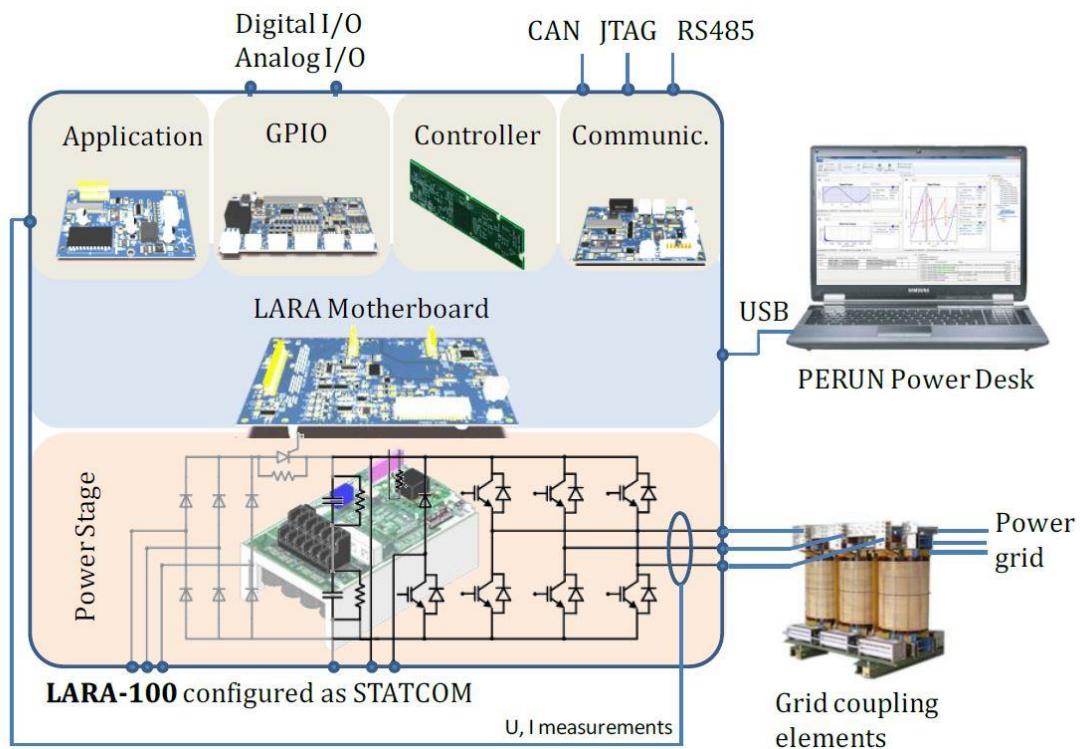 Digital I/O
Analog I/O
CAN JTAG RS485
Application
GPIO
Controller
Communic.
LARA Motherboard
USB
SAMSUNG
PERUN Power Desk
Power Stage
Power
grid
LARA-100 configured as STATCOM
U, I measurements
Grid coupling
elements